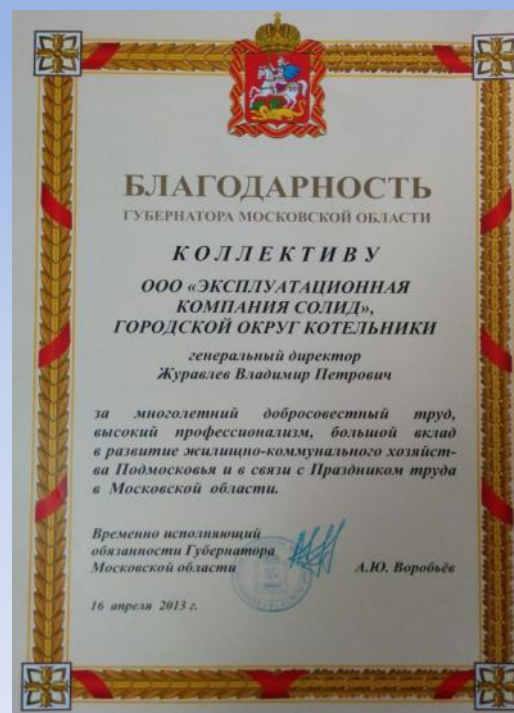 БЛАГОДАРНОСТЬ
ГУБЕРНАТОРА МОСКОВСКОЙ ОБЛАСТИ
КОЛЛЕКТИВУ
ООО «ЭКСПЛУАТАЦИОННАЯ
КОМПАНИЯ СОЛИД»,
ГОРОДСКОЙ ОКРУГ КОТЕЛЬНИКИ
генеральный директор
Журавлев Владимир Петрович
за многолетний добросовестный труд,
высокий профессионализм, большой вклад
в развитие жилищно-коммунального хозяйст-
ва Подмосковья и в связи с Праздником труда
в Московской области.
Временно исполняющий
обязанности Губернатора
Московской области
А.Ю. Воробьёв
16 апреля 2013 г.